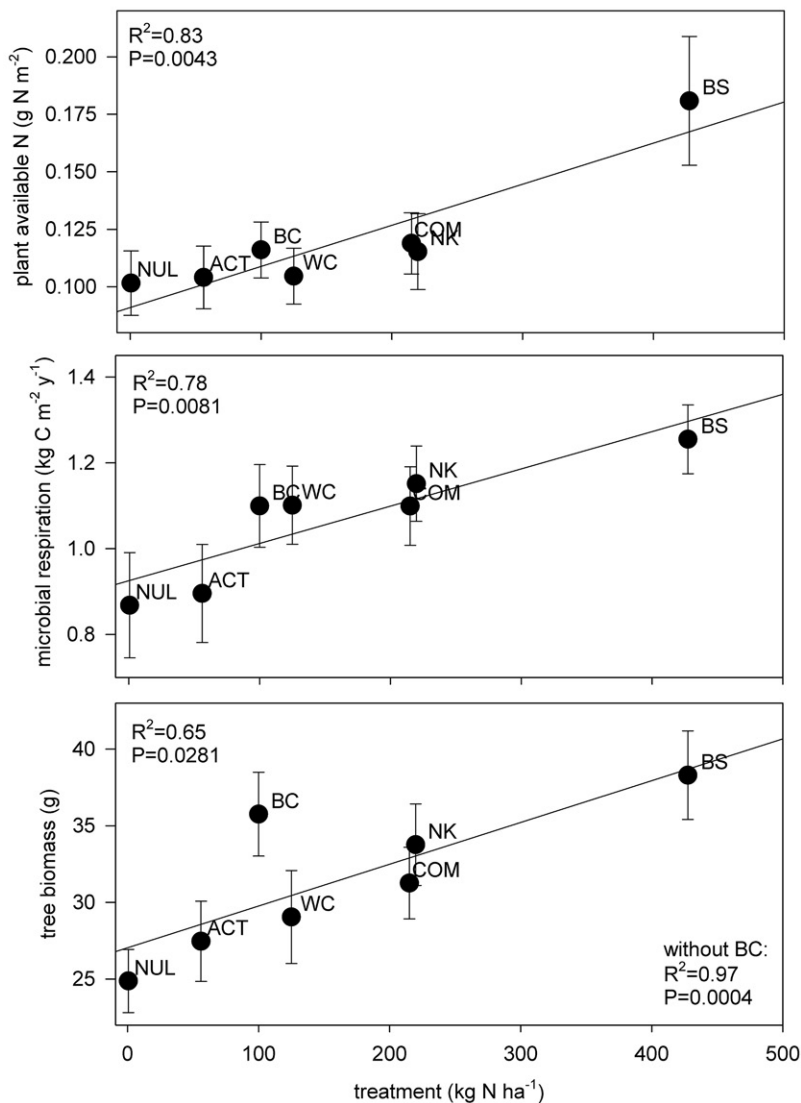 R²=0.83
P=0.0043
0.200
0.175
0.150
0.125
0.100
plant available N (g N m⁻²)
NUL
ACT
BC
WC
COM
NK
BS
R²=0.78
P=0.0081
1.4
1.2
1.0
0.8
microbial respiration (kg C m⁻² y⁻¹)
NUL
ACT
BC
WC
NK
COM
BS
R²=0.65
P=0.0281
40
35
30
25
tree biomass (g)
NUL
ACT
BC
WC
NK
COM
BS
without BC:
R²=0.97
P=0.0004
0 100 200 300 400 500
treatment (kg N ha⁻¹)